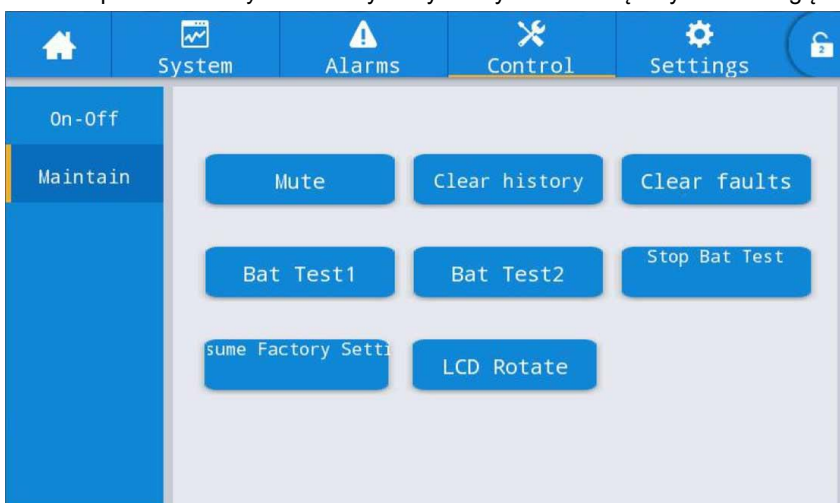 System Alarms Control Settings 2
On-Off
Maintain
Mute Clear history Clear faults
Bat Test1 Bat Test2 Stop Bat Test
sume Factory Setti LCD Rotate